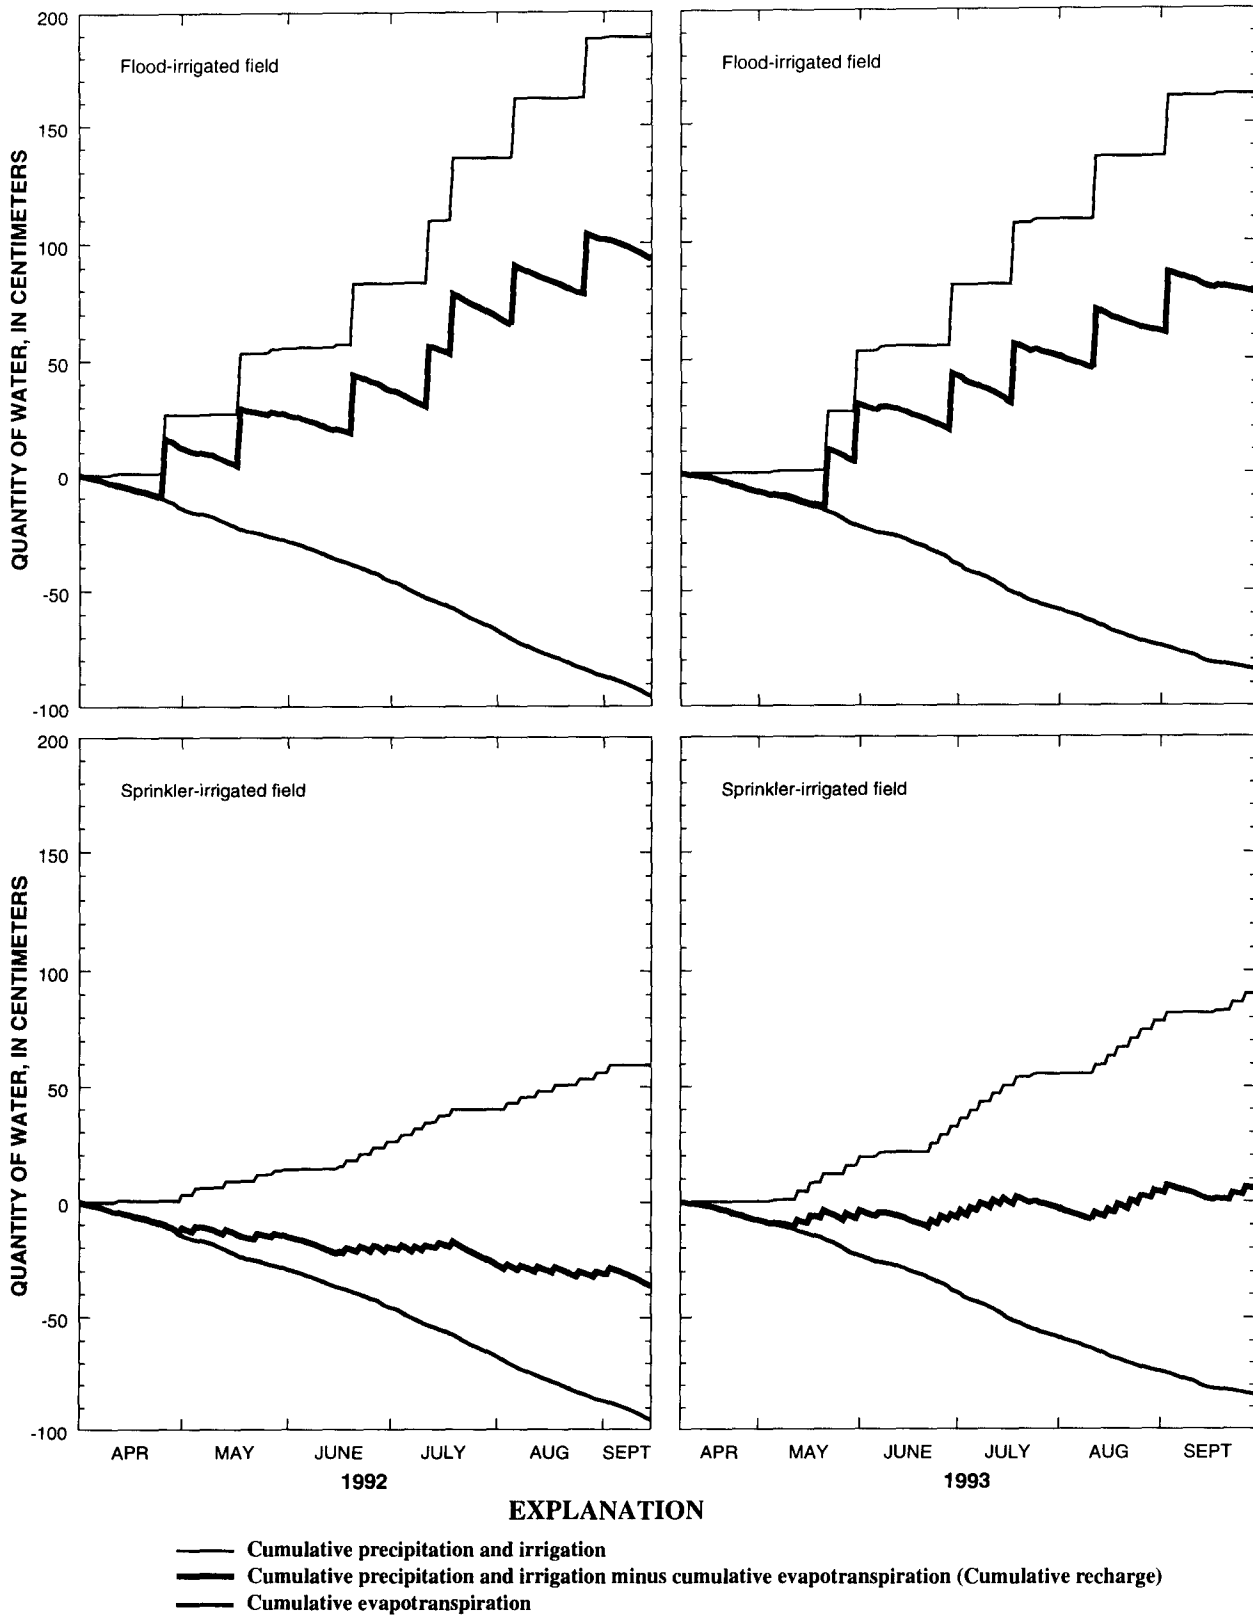 200
Flood-irrigated field
Flood-irrigated field
150
100
50
0
-50
-100
QUANTITY OF WATER, IN CENTIMETERS
200
Sprinkler-irrigated field
Sprinkler-irrigated field
150
100
50
0
-50
-100
QUANTITY OF WATER, IN CENTIMETERS
APR MAY JUNE JULY AUG SEPT
APR MAY JUNE JULY AUG SEPT
1992
1993
EXPLANATION
Cumulative precipitation and irrigation
Cumulative precipitation and irrigation minus cumulative evapotranspiration (Cumulative recharge)
Cumulative evapotranspiration